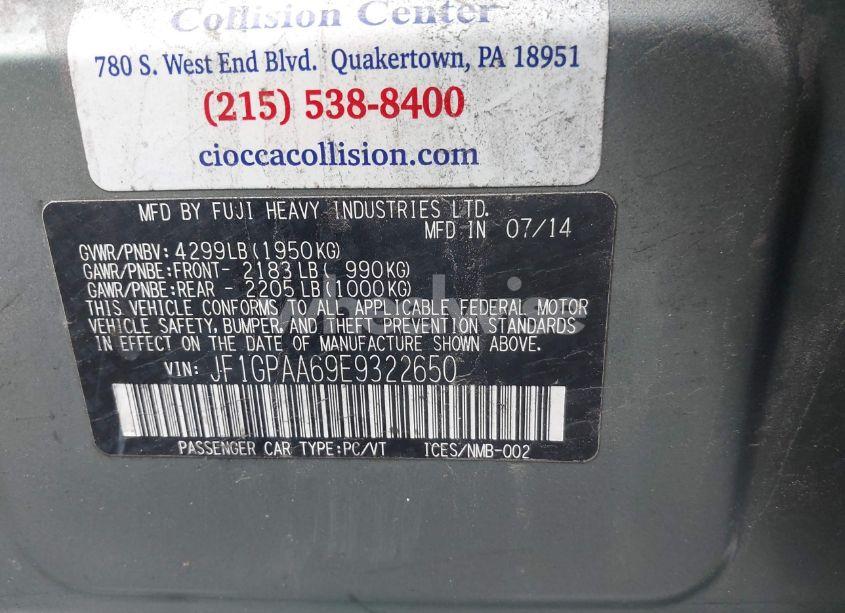 Collision Center
780 S. West End Blvd. Quakertown, PA 18951
(215) 538-8400
cioccacollision.com
MFD BY FUJI HEAVY INDUSTRIES LTD.
MFD IN 07/14
GVWR/PNBV: 4299LB(1950KG)
GAWR/PNBE:FRONT- 2183LB( 990KG)
GAWR/PNBE:REAR - 2205LB(1000KG)
THIS VEHICLE CONFORMS TO ALL APPLICABLE FEDERAL MOTOR
VEHICLE SAFETY, BUMPER, AND THEFT PREVENTION STANDARDS
IN EFFECT ON THE DATE OF MANUFACTURE SHOWN ABOVE.
VIN: JF1GPAA69E9322650
PASSENGER CAR TYPE:PC/VT ICES/NMB-002